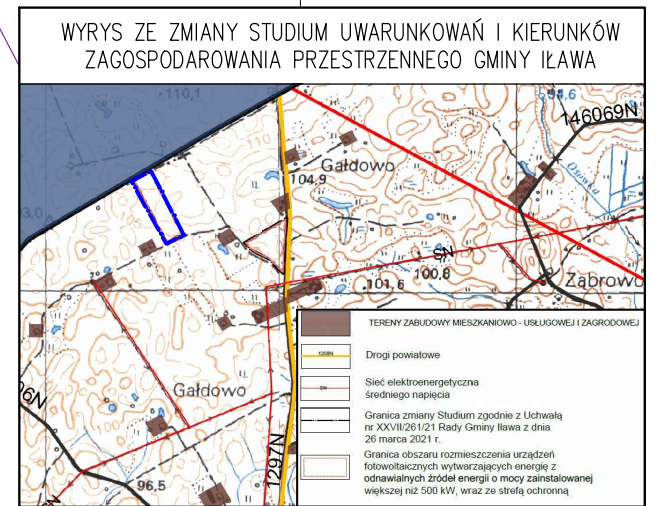 WYRYS ZE ZMIANY STUDIUM UWARUNKOWAŃ I KIERUNKÓW
ZAGOSPODAROWANIA PRZESTRZENNEGO GMINY IŁAWA
110,1
146069N
Gałdowo
104,9
Osówka
SN
100,8
101,6
Ząbrowo
Gałdowo
1297N
96,5
TERENY ZABUDOWY MIESZKANIOWO - USŁUGOWEJ I ZAGRODOWEJ
1208N
Drogi powiatowe
SN
Sieć elektroenergetyczna
średniego napięcia
Granica zmiany Studium zgodnie z Uchwałą
nr XXVII/261/21 Rady Gminy Iława z dnia
26 marca 2021 r.
Granica obszaru rozmieszczenia urządzeń
fotowoltaicznych wytwarzających energię z
odnawialnych źródeł energii o mocy zainstalowanej
większej niż 500 kW, wraz ze strefą ochronną